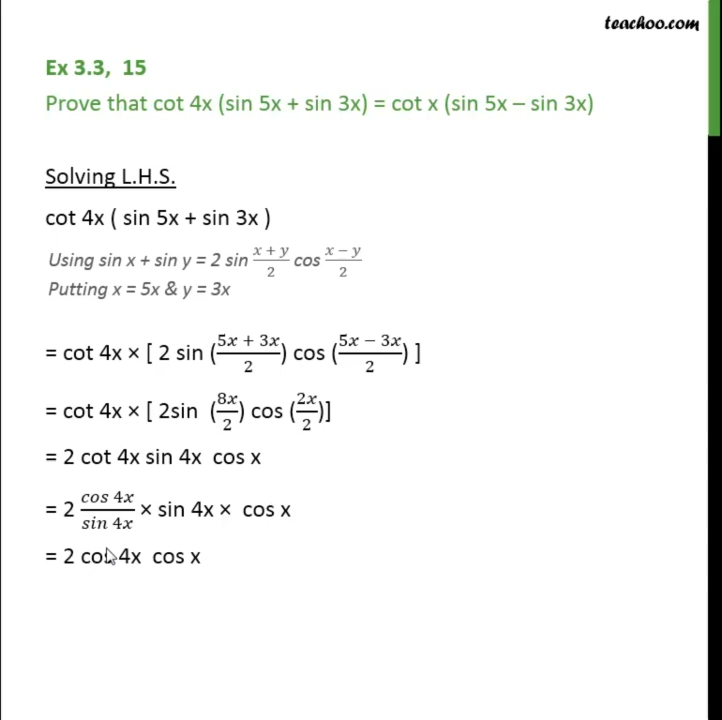 teachoo.com
Ex 3.3, 15
Prove that cot 4x (sin 5x + sin 3x) = cot x (sin 5x – sin 3x)
Solving L.H.S.
cot 4x ( sin 5x + sin 3x )
Using sin x + sin y = 2 sin (x + y)/2 cos (x − y)/2
Putting x = 5x & y = 3x
= cot 4x × [ 2 sin ((5x + 3x)/2) cos ((5x − 3x)/2) ]
= cot 4x × [ 2sin (8x/2) cos (2x/2)]
= 2 cot 4x sin 4x cos x
= 2 cos 4x/sin 4x × sin 4x × cos x
= 2 cos 4x cos x